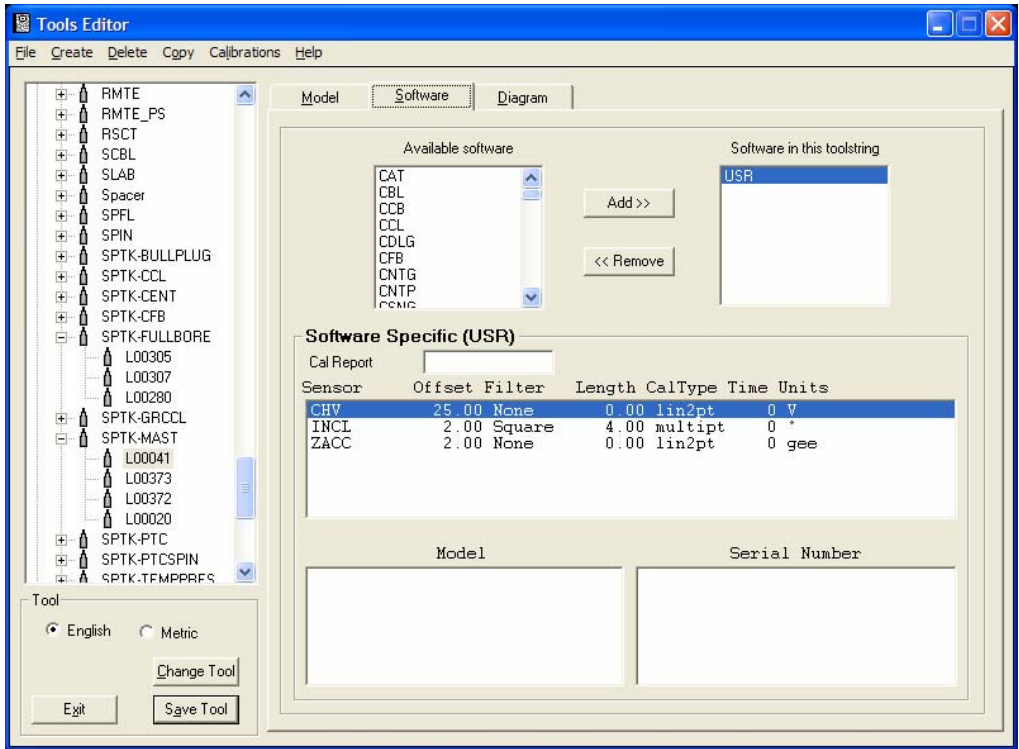 Tools Editor
File Create Delete Copy Calibrations Help
RMTE
RMTE_PS
RSCT
SCBL
SLAB
Spacer
SPFL
SPIN
SPTK-BULLPLUG
SPTK-CCL
SPTK-CENT
SPTK-CFB
SPTK-FULLBORE
L00305
L00307
L00280
SPTK-GRCCL
SPTK-MAST
L00041
L00373
L00372
L00020
SPTK-PTC
SPTK-PTCSPIN
SPTK-TEMPPRES
Tool
English Metric
Change Tool
Exit Save Tool
Model Software Diagram
Available software
CAT
CBL
CCB
CCL
CDLG
CFB
CNTG
CNTP
CSNG
Add >>
<< Remove
Software in this toolstring
USR
Software Specific (USR)
Cal Report
Sensor Offset Filter Length CalType Time Units
CHV 25.00 None 0.00 lin2pt 0 V
INCL 2.00 Square 4.00 multipt 0 °
ZACC 2.00 None 0.00 lin2pt 0 gee
Model Serial Number